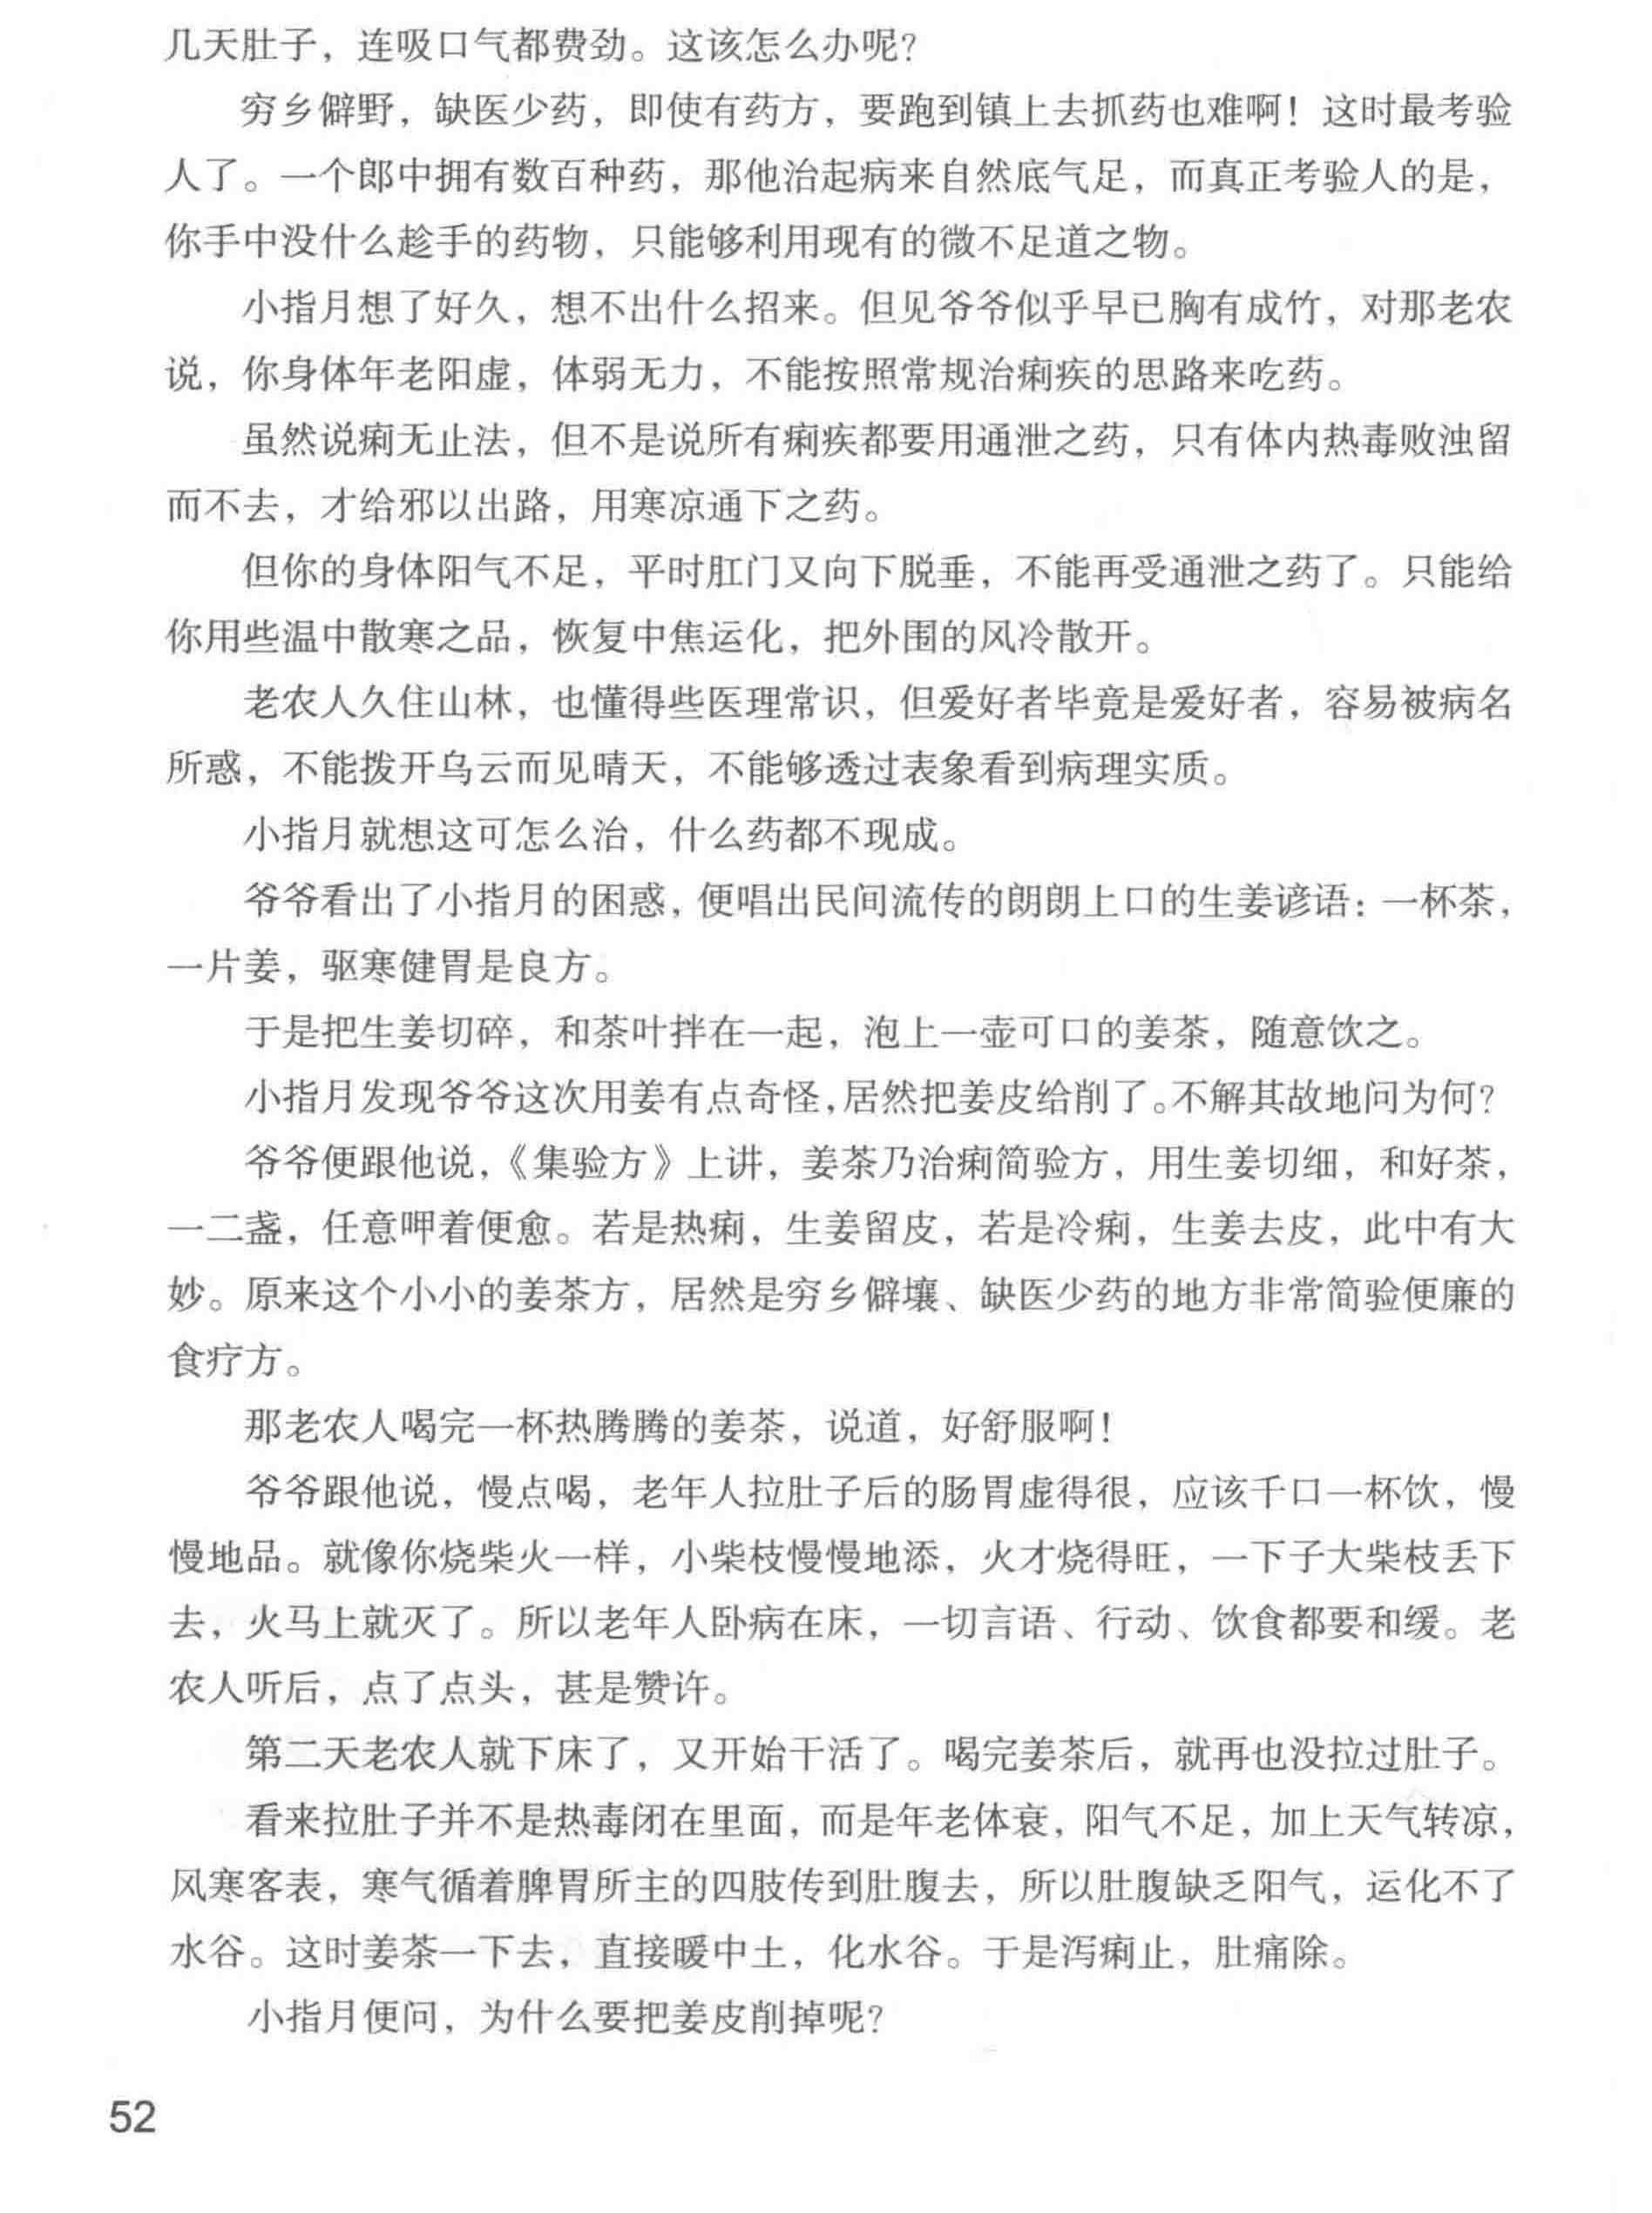 几天肚子，连吸口气都费劲。这该怎么办呢？
穷乡僻野，缺医少药，即使有药方，要跑到镇上去抓药也难啊！这时最考验
人了。一个郎中拥有数百种药，那他治起病来自然底气足，而真正考验人的是，
你手中没什么趁手的药物，只能够利用现有的微不足道之物。
小指月想了好久，想不出什么招来。但见爷爷似乎早已胸有成竹，对那老农
说，你身体年老阳虚，体弱无力，不能按照常规治痢疾的思路来吃药。
虽然说痢无止法，但不是说所有痢疾都要用通泄之药，只有体内热毒败浊留
而不去，才给邪以出路，用寒凉通下之药。
但你的身体阳气不足，平时肛门又向下脱垂，不能再受通泄之药了。只能给
你用些温中散寒之品，恢复中焦运化，把外围的风冷散开。
老农人久住山林，也懂得些医理常识，但爱好者毕竟是爱好者，容易被病名
所惑，不能拨开乌云而见晴天，不能够透过表象看到病理实质。
小指月就想这可怎么治，什么药都不现成。
爷爷看出了小指月的困惑，便唱出民间流传的朗朗上口的生姜谚语：一杯茶，
一片姜，驱寒健胃是良方。
于是把生姜切碎，和茶叶拌在一起，泡上一壶可口的姜茶，随意饮之。
小指月发现爷爷这次用姜有点奇怪，居然把姜皮给削了。不解其故地问为何？
爷爷便跟他说，《集验方》上讲，姜茶乃治痢简验方，用生姜切细，和好茶，
一二盏，任意呷着便愈。若是热痢，生姜留皮，若是冷痢，生姜去皮，此中有大
妙。原来这个小小的姜茶方，居然是穷乡僻壤、缺医少药的地方非常简验便廉的
食疗方。
那老农人喝完一杯热腾腾的姜茶，说道，好舒服啊！
爷爷跟他说，慢点喝，老年人拉肚子后的肠胃虚得很，应该千口一杯饮，慢
慢地品。就像你烧柴火一样，小柴枝慢慢地添，火才烧得旺，一下子大柴枝丢下
去，火马上就灭了。所以老年人卧病在床，一切言语、行动、饮食都要和缓。老
农人听后，点了点头，甚是赞许。
第二天老农人就下床了，又开始干活了。喝完姜茶后，就再也没拉过肚子。
看来拉肚子并不是热毒闭在里面，而是年老体衰，阳气不足，加上天气转凉，
风寒客表，寒气循着脾胃所主的四肢传到肚腹去，所以肚腹缺乏阳气，运化不了
水谷。这时姜茶一下去，直接暖中土，化水谷。于是泻痢止，肚痛除。
小指月便问，为什么要把姜皮削掉呢？
52